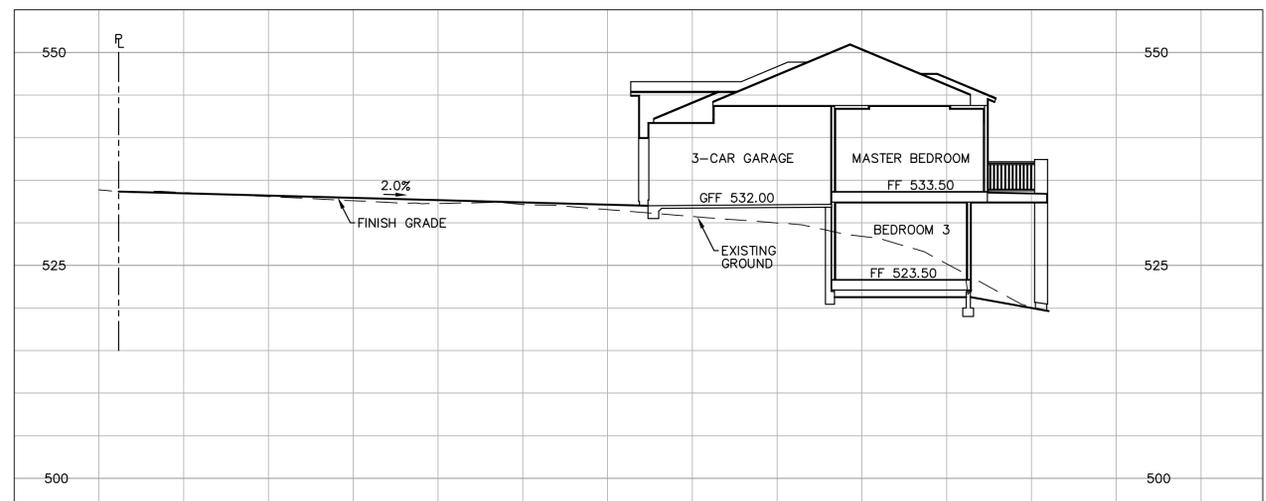 PL
550
550
3-CAR GARAGE
MASTER BEDROOM
2.0%
FF 533.50
GFF 532.00
FINISH GRADE
BEDROOM 3
EXISTING
GROUND
525
FF 523.50
525
500
500